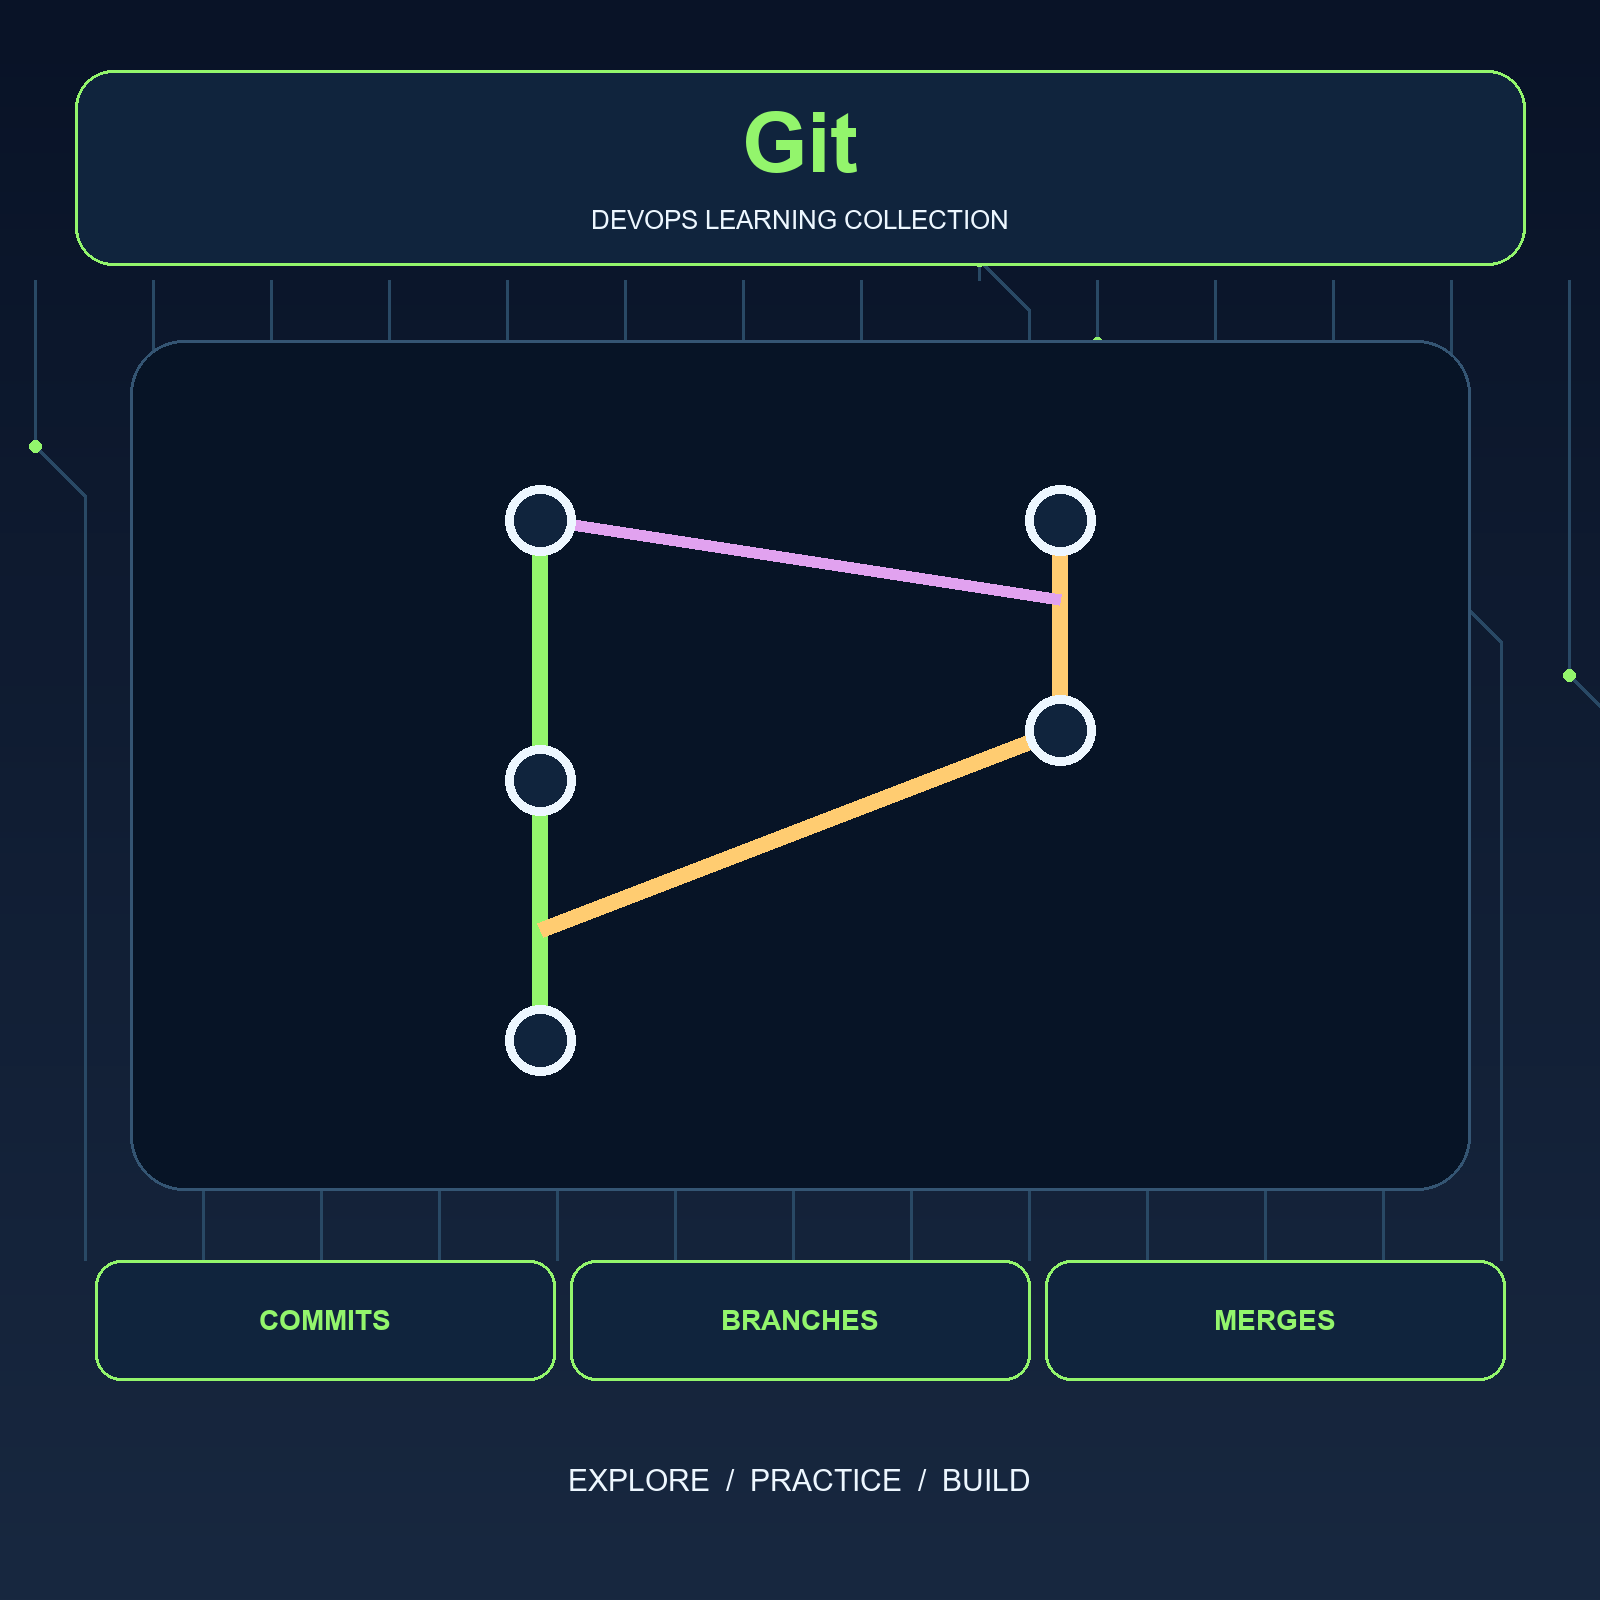 Git
DEVOPS LEARNING COLLECTION
COMMITS
BRANCHES
MERGES
EXPLORE / PRACTICE / BUILD